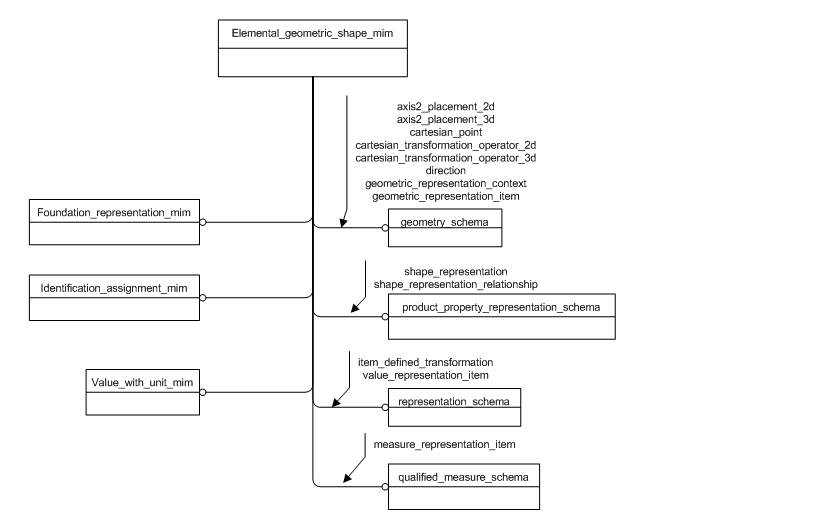 Elemental_geometric_shape_mim
axis2_placement_2d
axis2_placement_3d
cartesian_point
cartesian_transformation_operator_2d
cartesian_transformation_operator_3d
direction
geometric_representation_context
geometric_representation_item
Foundation_representation_mim
geometry_schema
shape_representation
shape_representation_relationship
Identification_assignment_mim
product_property_representation_schema
item_defined_transformation
value_representation_item
Value_with_unit_mim
representation_schema
measure_representation_item
qualified_measure_schema